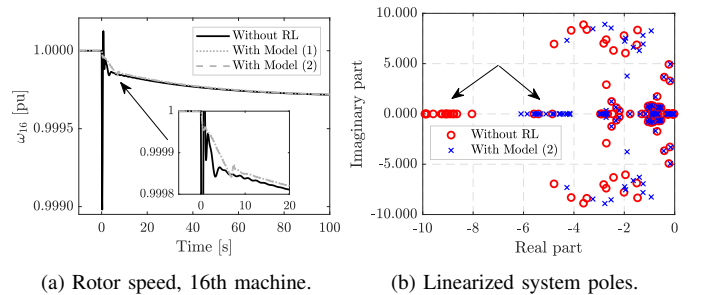 1.0000
0.9995
0.9990
ω16 [pu]
Without RL
With Model (1)
With Model (2)
1
0.9999
0.9998
0 10 20
0 20 40 60 80 100
Time [s]
10.000
5.000
0.000
-5.000
-10.000
Imaginary part
Without RL
With Model (2)
-10 -8 -6 -4 -2 0
Real part
(a) Rotor speed, 16th machine.
(b) Linearized system poles.